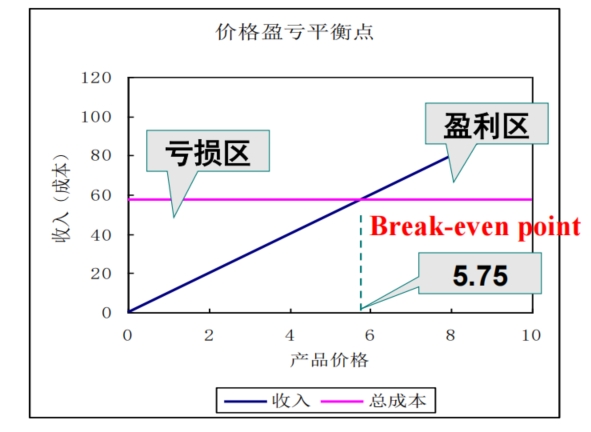 价格盈亏平衡点
120
100
80
60
40
20
0
收入（成本）
亏损区
盈利区
Break-even point
5.75
0 2 4 6 8 10
产品价格
收入 总成本